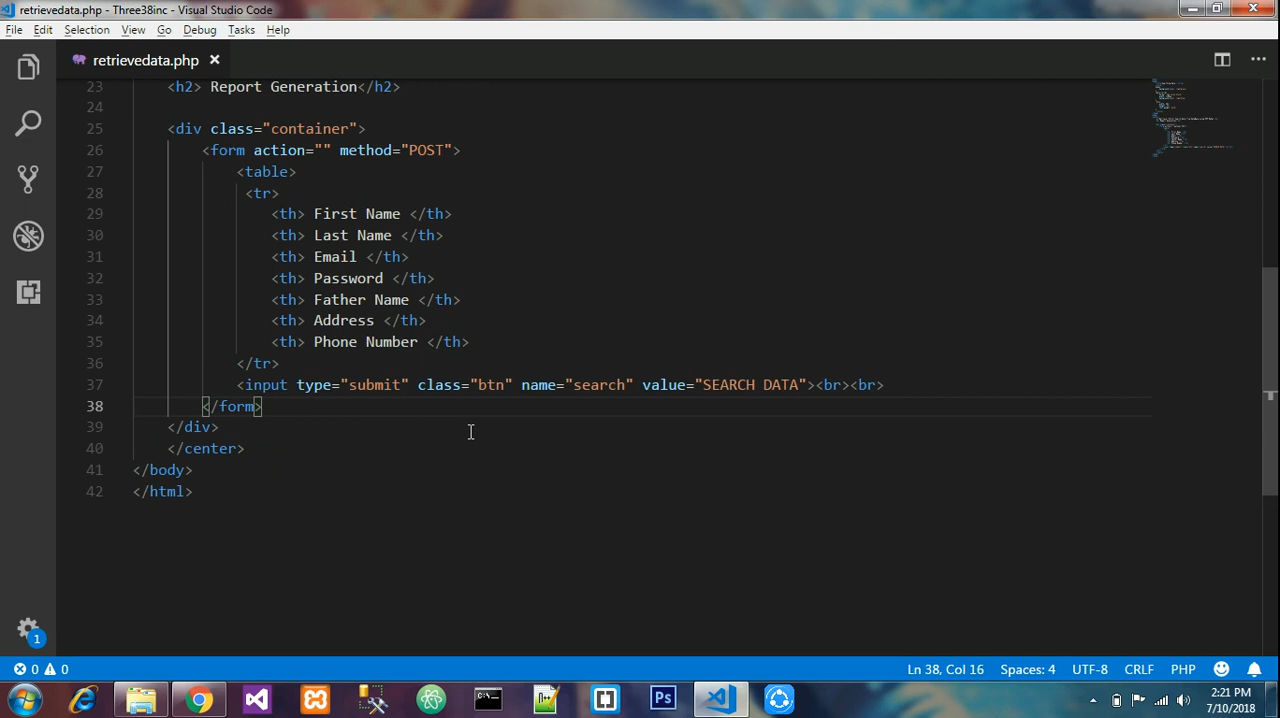 retrievedata.php - Three38inc - Visual Studio Code
File Edit Selection View Go Debug Tasks Help
retrievedata.php
23 <h2> Report Generation</h2>
24
25 <div class="container">
26 <form action="" method="POST">
27 <table>
28 <tr>
29 <th> First Name </th>
30 <th> Last Name </th>
31 <th> Email </th>
32 <th> Password </th>
33 <th> Father Name </th>
34 <th> Address </th>
35 <th> Phone Number </th>
36 </tr>
37 <input type="submit" class="btn" name="search" value="SEARCH DATA"><br><br>
38 </form>
39 </div>
40 </center>
41 </body>
42 </html>
1
0 0 Ln 38, Col 16 Spaces: 4 UTF-8 CRLF PHP
Ps
2:21 PM
7/10/2018